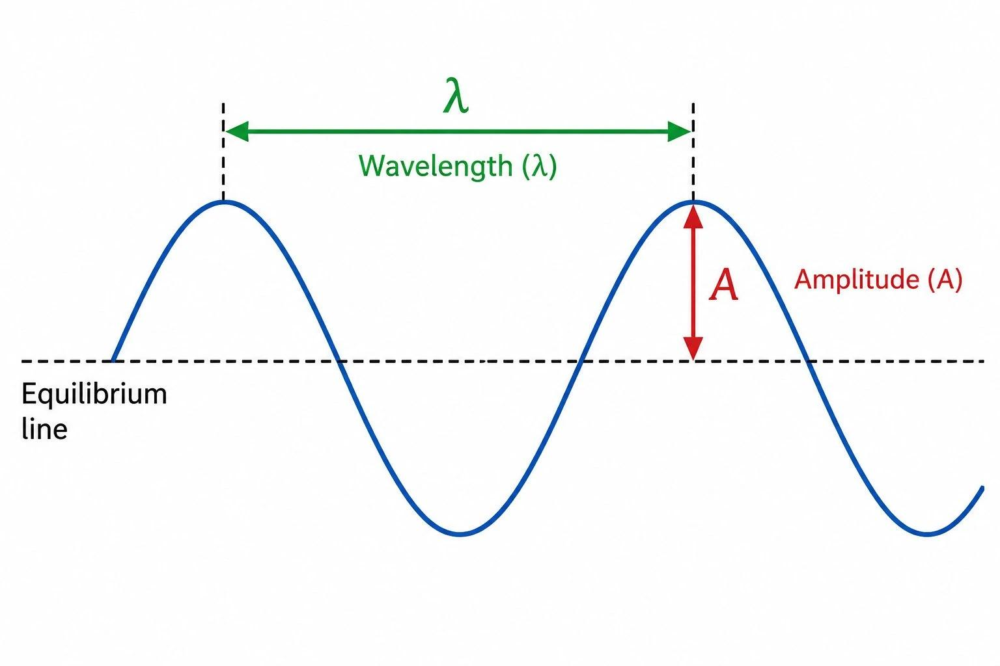 λ
Wavelength (λ)
A
Amplitude (A)
Equilibrium
line